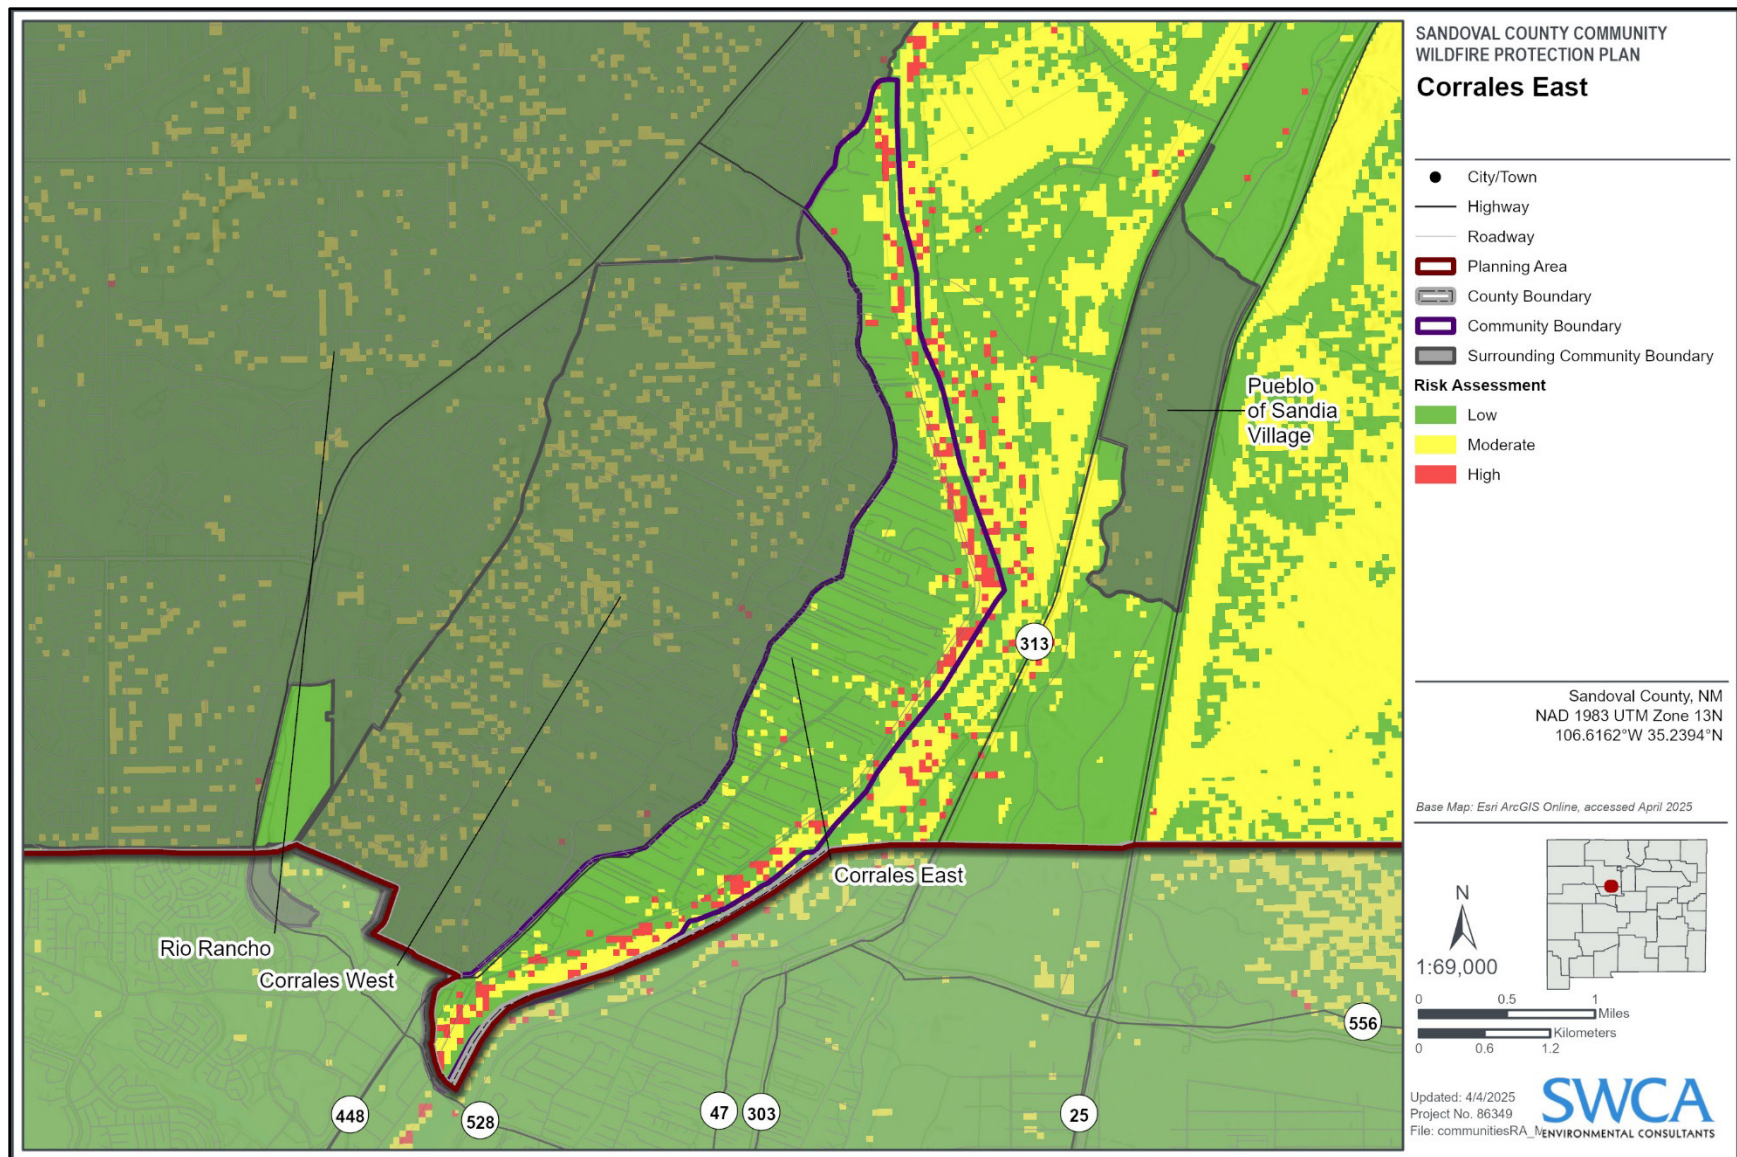 SANDOVAL COUNTY COMMUNITY
WILDFIRE PROTECTION PLAN
Corrales East
City/Town
Highway
Roadway
Planning Area
County Boundary
Community Boundary
Surrounding Community Boundary
Risk Assessment
Low
Moderate
High
Pueblo
of Sandia
Village
313
Corrales East
Rio Rancho
Corrales West
556
448
528
47
303
25
Sandoval County, NM
NAD 1983 UTM Zone 13N
106.6162°W 35.2394°N
Base Map: Esri ArcGIS Online, accessed April 2025
N
1:69,000
0 0.5 1
Miles
Kilometers
0 0.6 1.2
Updated: 4/4/2025
Project No. 86349
File: communitiesRA_M
SWCA
ENVIRONMENTAL CONSULTANTS